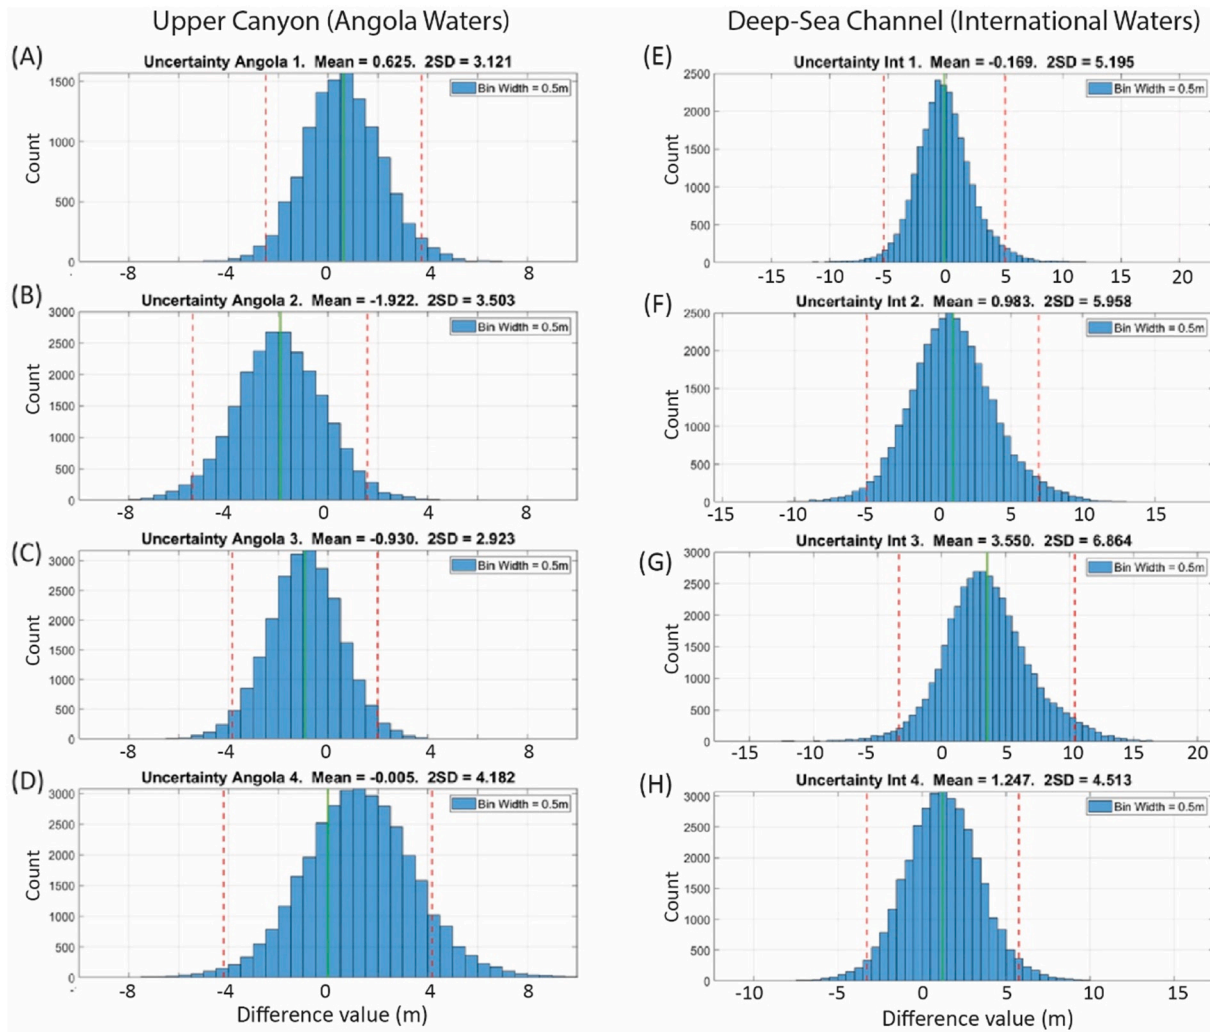 Upper Canyon (Angola Waters)
Deep-Sea Channel (International Waters)
(A)
Uncertainty Angola 1. Mean = 0.625. 2SD = 3.121
Bin Width = 0.5m
Count
1500
1000
500
0
-8 -4 0 4 8
(B)
Uncertainty Angola 2. Mean = -1.922. 2SD = 3.503
Bin Width = 0.5m
Count
3000
2500
2000
1500
1000
500
0
-8 -4 0 4 8
(C)
Uncertainty Angola 3. Mean = -0.930. 2SD = 2.923
Bin Width = 0.5m
Count
3000
2500
2000
1500
1000
500
0
-8 -4 0 4 8
(D)
Uncertainty Angola 4. Mean = -0.005. 2SD = 4.182
Bin Width = 0.5m
Count
3000
2500
2000
1500
1000
500
0
-8 -4 0 4 8
Difference value (m)
(E)
Uncertainty Int 1. Mean = -0.169. 2SD = 5.195
Bin Width = 0.5m
Count
2500
2000
1500
1000
500
0
-15 -10 -5 0 5 10 15 20
(F)
Uncertainty Int 2. Mean = 0.983. 2SD = 5.958
Bin Width = 0.5m
Count
2500
2000
1500
1000
500
0
-15 -10 -5 0 5 10 15
(G)
Uncertainty Int 3. Mean = 3.550. 2SD = 6.864
Bin Width = 0.5m
Count
3000
2500
2000
1500
1000
500
0
-15 -10 -5 0 5 10 15 20
(H)
Uncertainty Int 4. Mean = 1.247. 2SD = 4.513
Bin Width = 0.5m
Count
3000
2500
2000
1500
1000
500
0
-10 -5 0 5 10 15
Difference value (m)